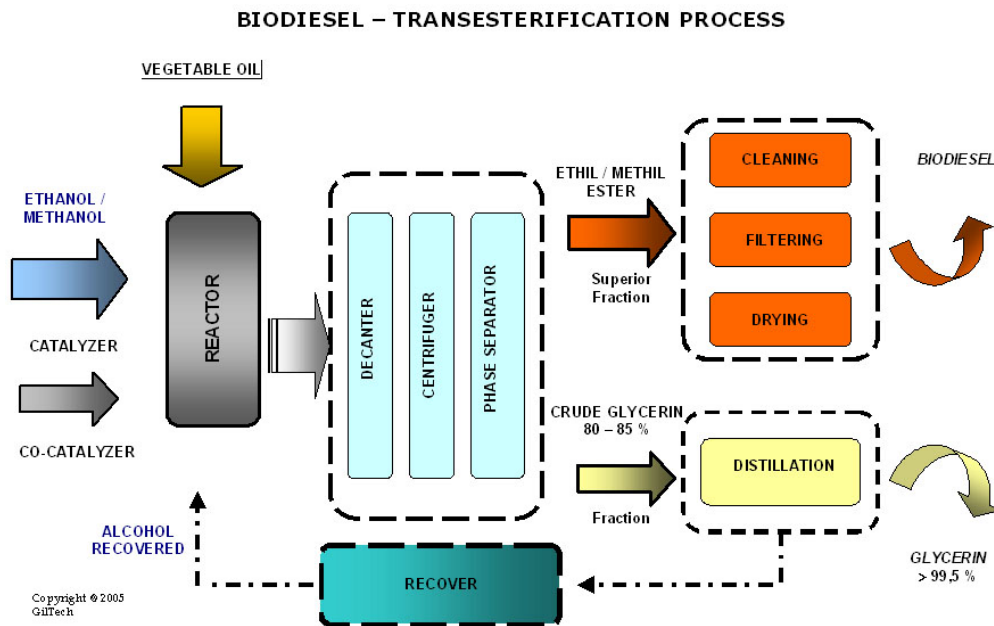 BIODIESEL – TRANSESTERIFICATION PROCESS
VEGETABLE OIL
ETHANOL /
METHANOL
CATALYZER
CO-CATALYZER
REACTOR
DECANTER
CENTRIFUGER
PHASE SEPARATOR
ETHIL / METHIL
ESTER
Superior
Fraction
CLEANING
FILTERING
DRYING
BIODIESEL
CRUDE GLYCERIN
80 – 85 %
Fraction
DISTILLATION
GLYCERIN
> 99,5 %
ALCOHOL
RECOVERED
RECOVER
Copyright @2005
GilTech